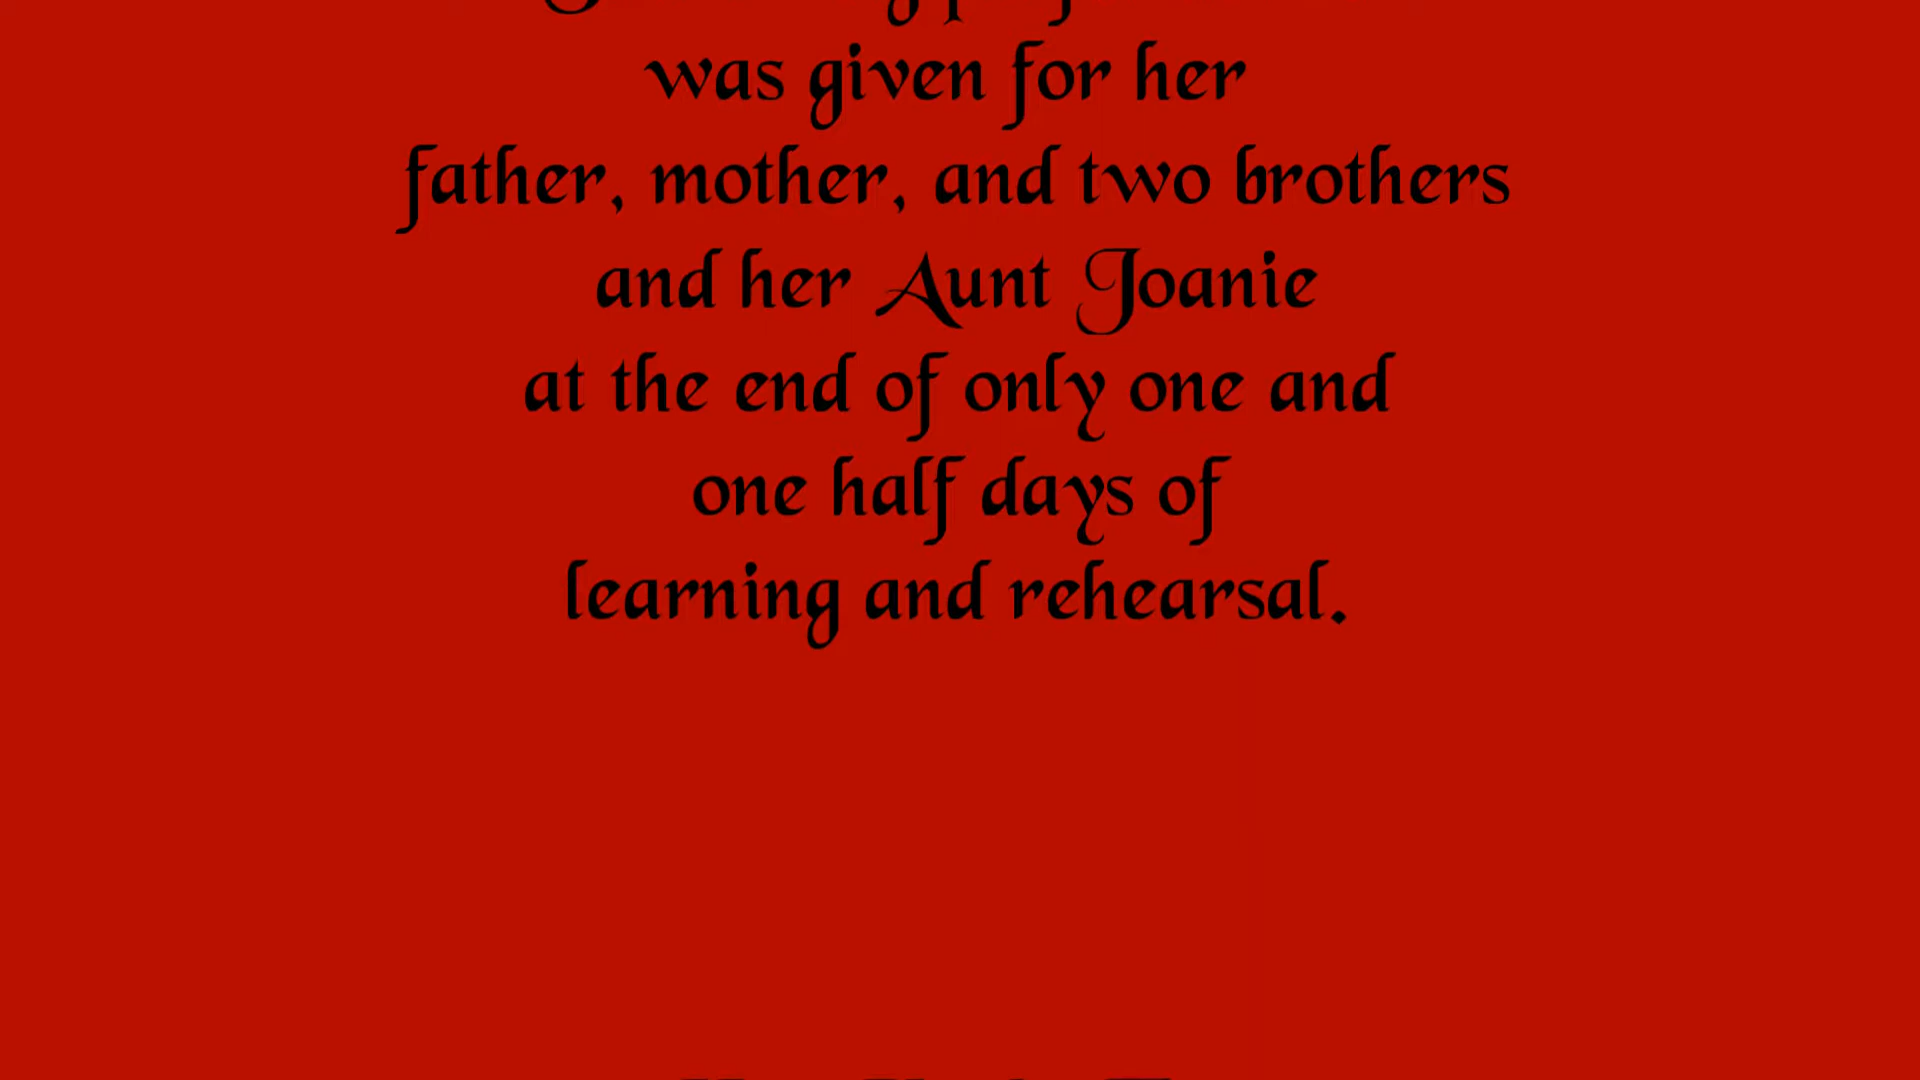 was given for her
father, mother, and two brothers
and her Aunt Joanie
at the end of only one and
one half days of
learning and rehearsal.